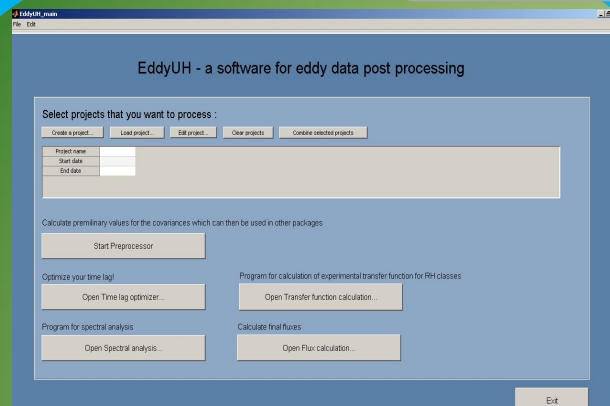 EddyUH_main
File Edit
EddyUH - a software for eddy data post processing
Select projects that you want to process :
Create a project... Load project... Edit project... Clear projects Combine selected projects
Project name
Start date
End date
Calculate premilinary values for the covariances which can then be used in other packages
Start Preprocessor
Optimize your time lag!
Program for calculation of experimental transfer function for RH classes
Open Time lag optimizer...
Open Transfer function calculation...
Program for spectral analysis
Calculate final fluxes
Open Spectral analysis...
Open Flux calculation...
Exit